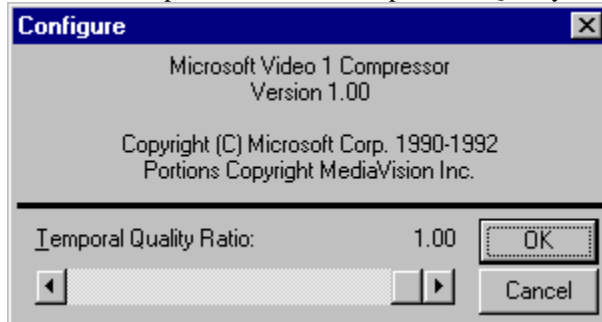 Configure
Microsoft Video 1 Compressor
Version 1.00
Copyright (C) Microsoft Corp. 1990-1992
Portions Copyright MediaVision Inc.
Temporal Quality Ratio: 1.00 OK
Cancel